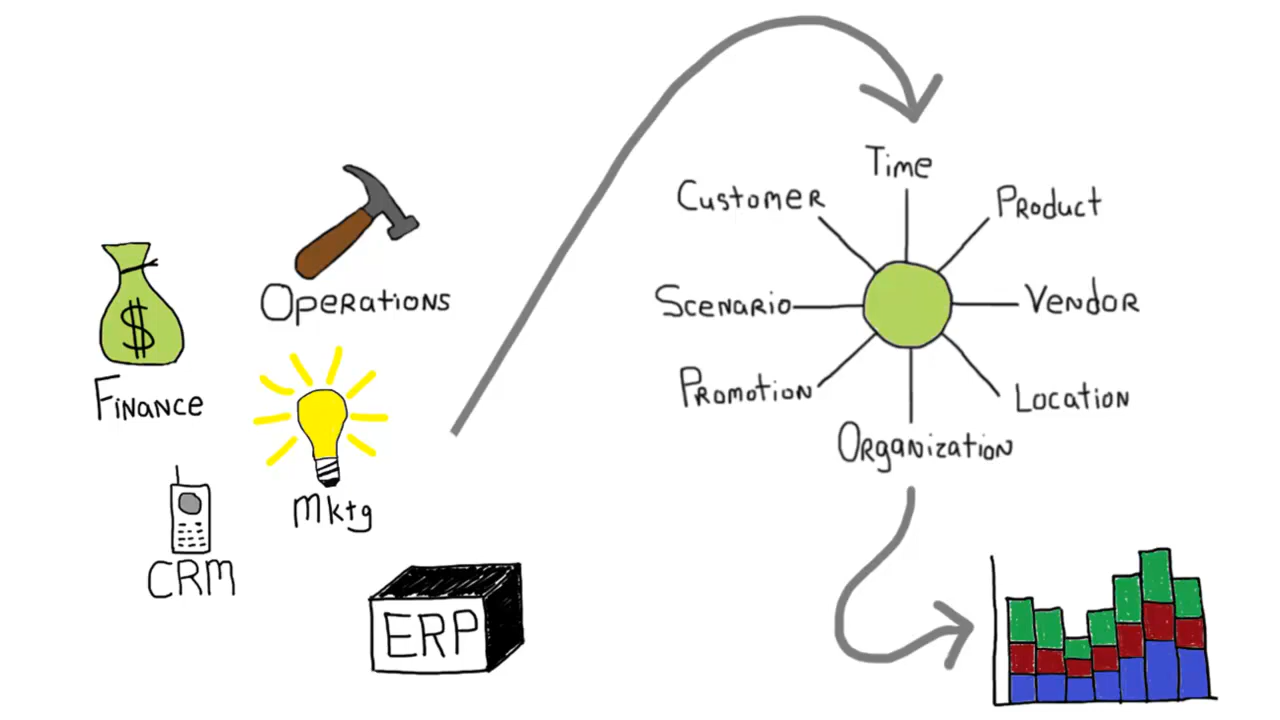 Operations
$
Finance
Mktg
CRM
ERP
Time
Customer
Product
Scenario
Vendor
Promotion
Location
Organization